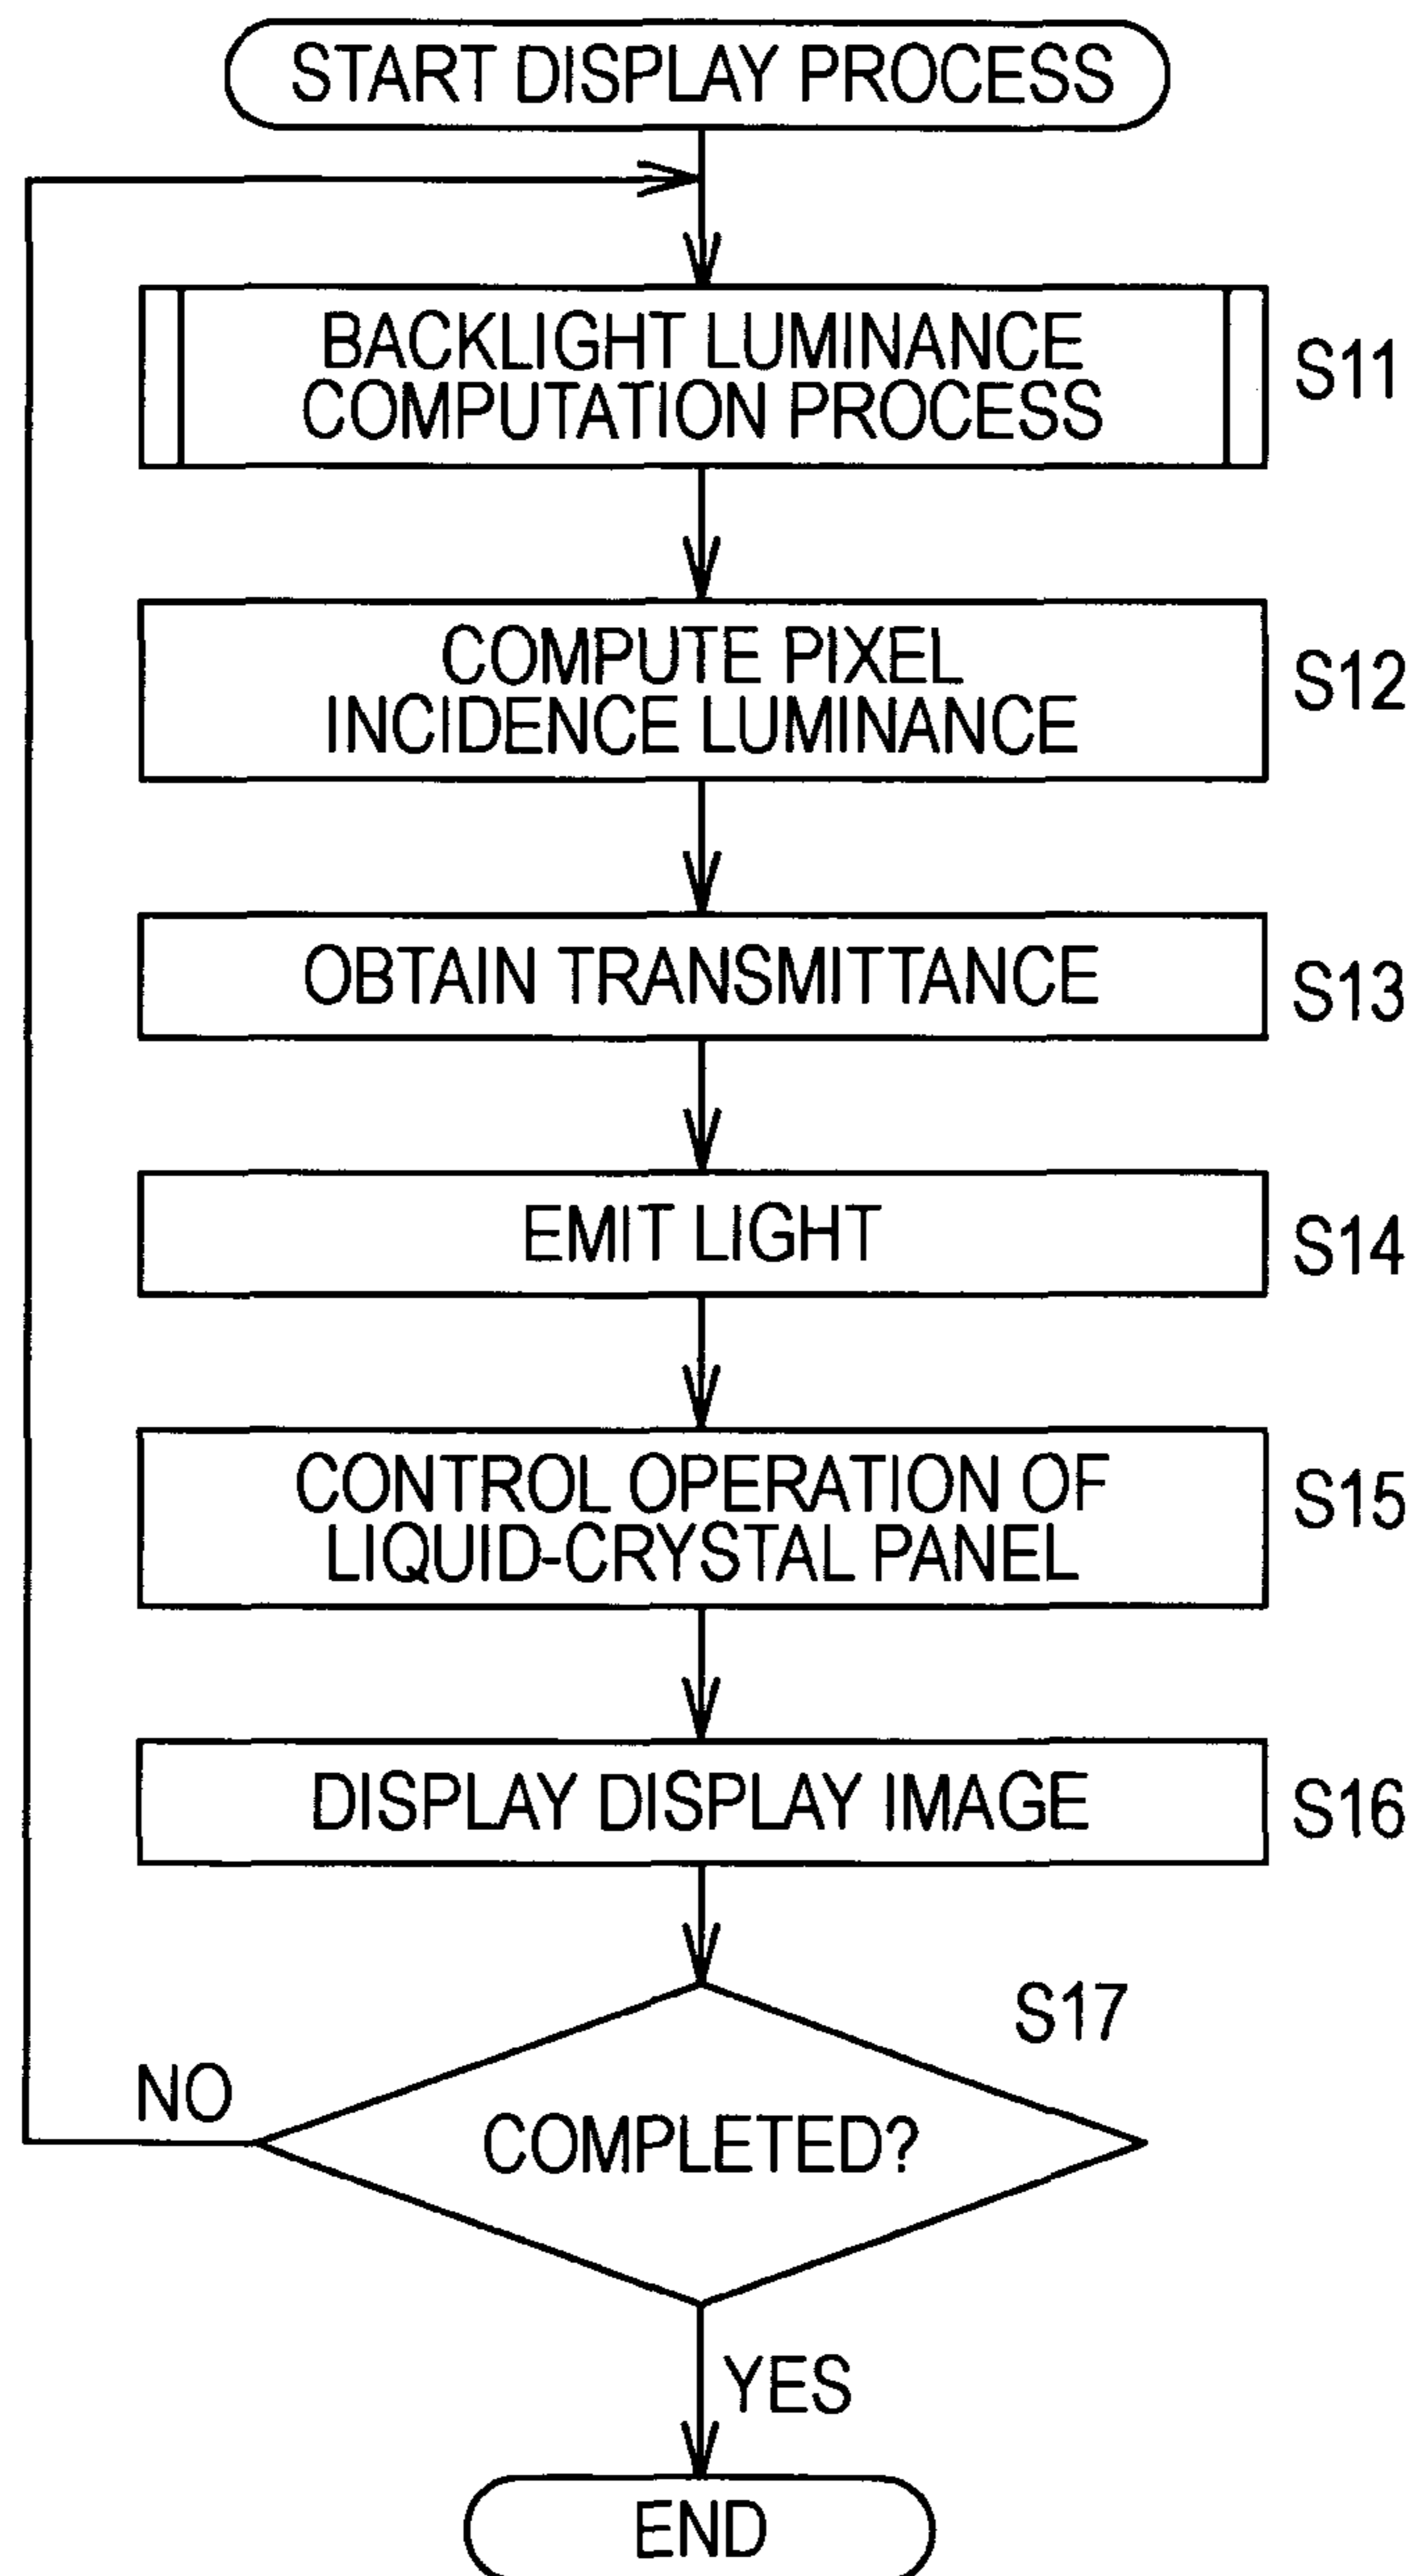 START DISPLAY PROCESS
BACKLIGHT LUMINANCE
COMPUTATION PROCESS
S11
COMPUTE PIXEL
INCIDENCE LUMINANCE
S12
OBTAIN TRANSMITTANCE
S13
EMIT LIGHT
S14
CONTROL OPERATION OF
LIQUID-CRYSTAL PANEL
S15
DISPLAY DISPLAY IMAGE
S16
S17
NO
COMPLETED?
YES
END